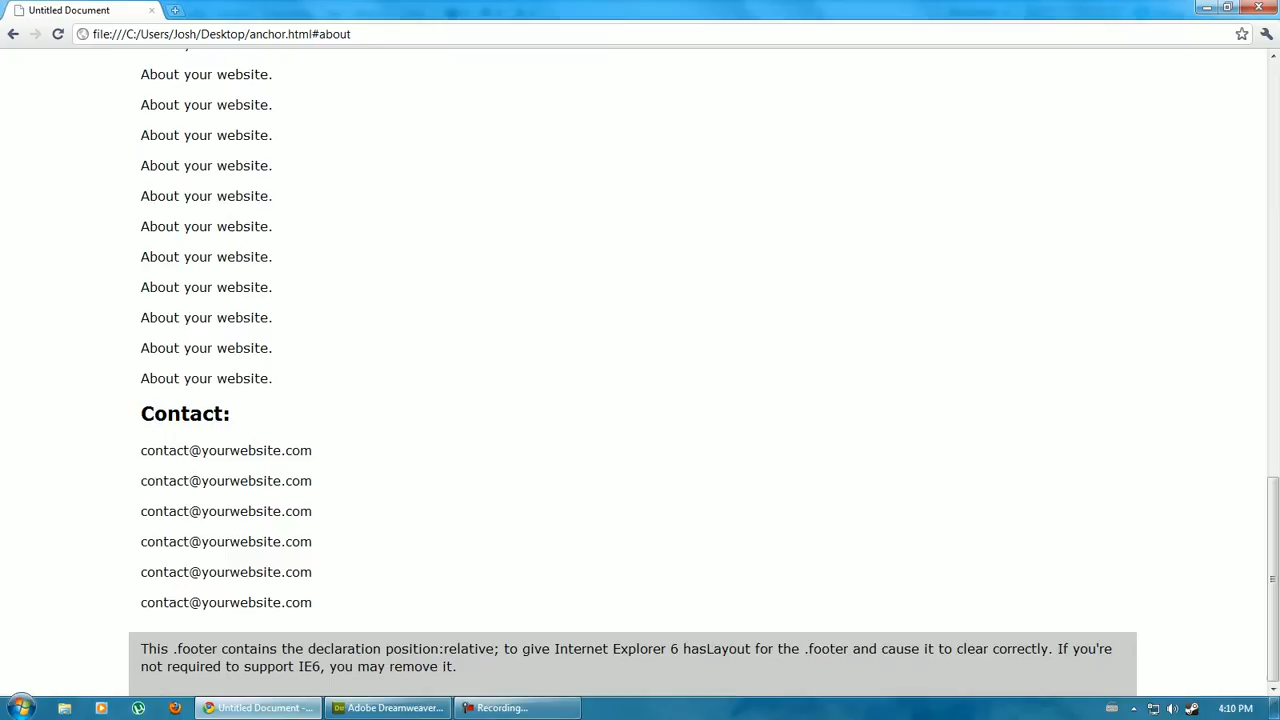 Untitled Document
file:///C:/Users/Josh/Desktop/anchor.html#about
About your website.
About your website.
About your website.
About your website.
About your website.
About your website.
About your website.
About your website.
About your website.
About your website.
About your website.
Contact:
contact@yourwebsite.com
contact@yourwebsite.com
contact@yourwebsite.com
contact@yourwebsite.com
contact@yourwebsite.com
contact@yourwebsite.com
This .footer contains the declaration position:relative; to give Internet Explorer 6 hasLayout for the .footer and cause it to clear correctly. If you're
not required to support IE6, you may remove it.
Untitled Document -...
Adobe Dreamweaver...
Recording...
4:10 PM